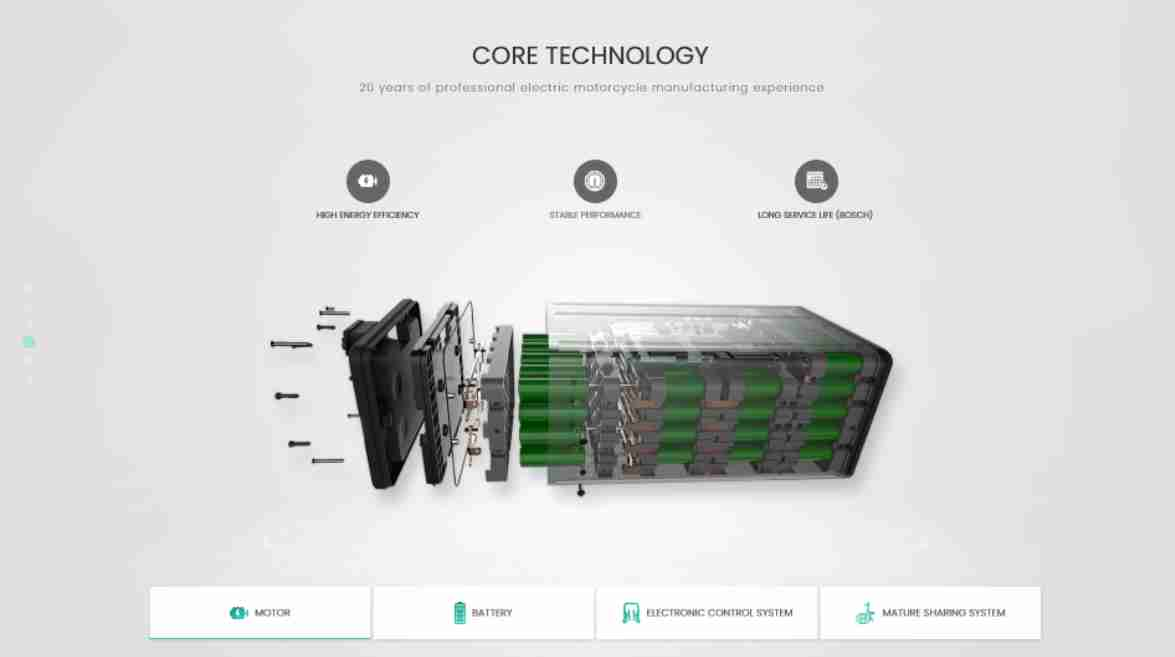 CORE TECHNOLOGY
20 years of professional electric motorcycle manufacturing experience
HIGH ENERGY EFFICIENCY
STABLE PERFORMANCE
LONG SERVICE LIFE (BOSCH)
MOTOR
BATTERY
ELECTRONIC CONTROL SYSTEM
MATURE SHARING SYSTEM